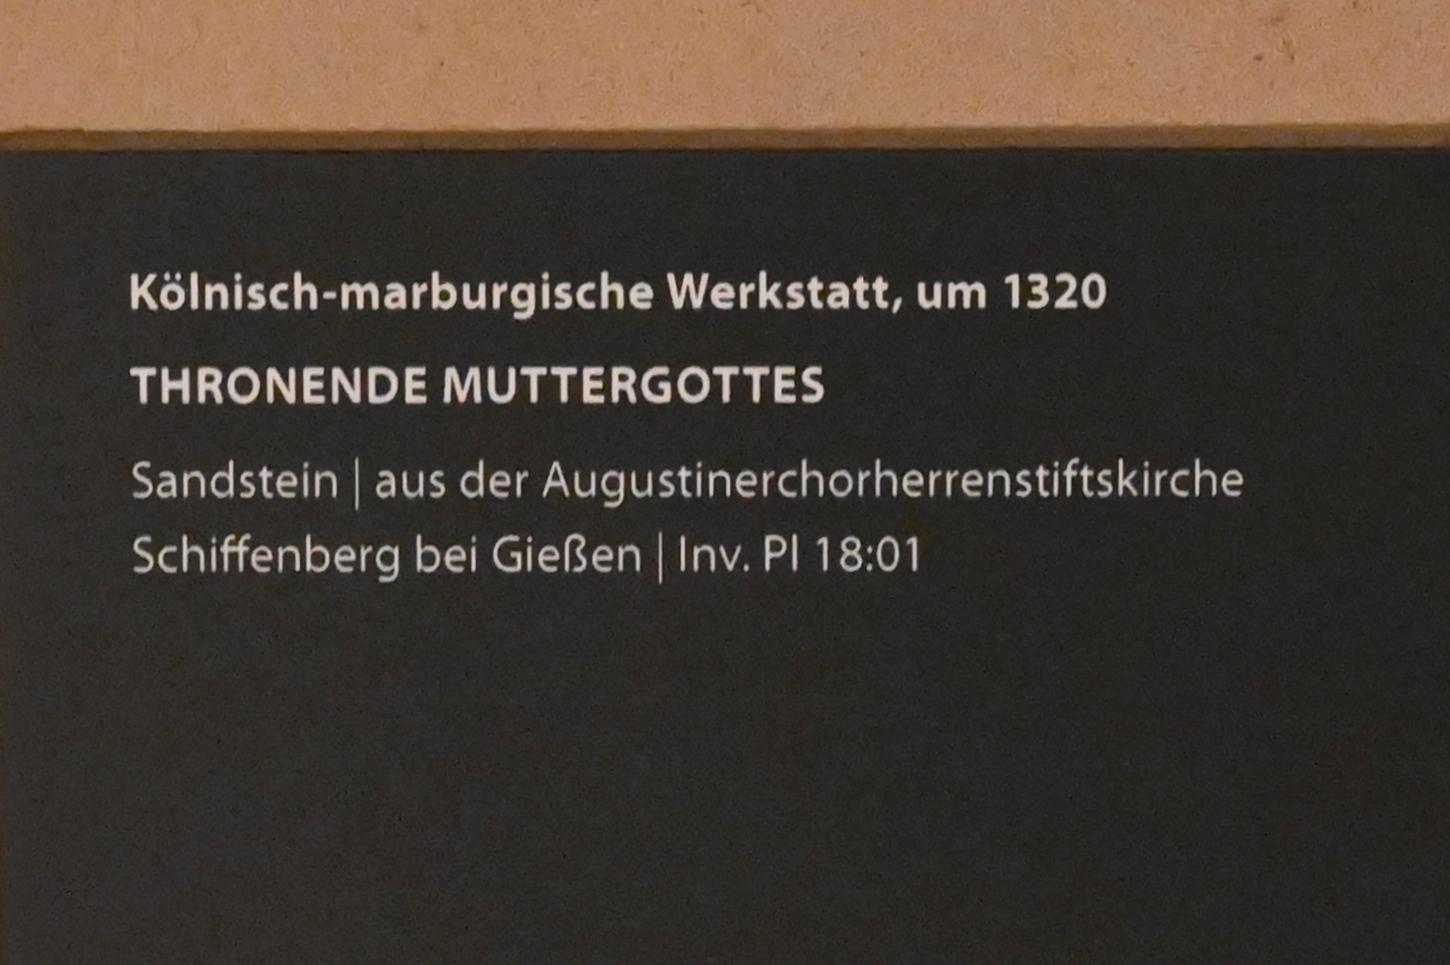 Kölnisch-marburgische Werkstatt, um 1320
THRONENDE MUTTERGOTTES
Sandstein | aus der Augustinerchorherrenstiftskirche
Schiffenberg bei Gießen | Inv. Pl 18:01